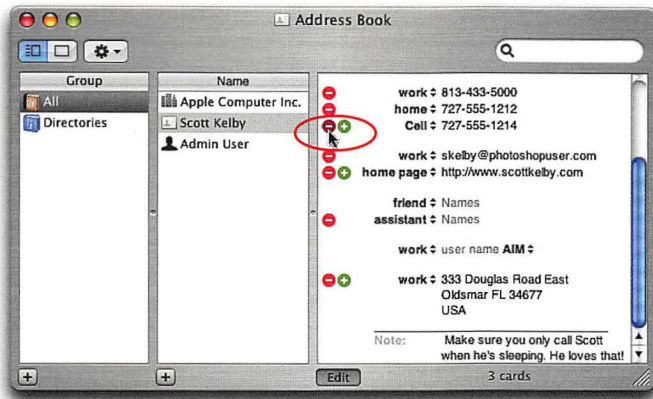 Address Book
Group
Name
All
Directories
Apple Computer Inc.
Scott Kelby
Admin User
work 813-433-5000
home 727-555-1212
Cell 727-555-1214
work skelby@photoshopuser.com
home page http://www.scottkelby.com
friend Names
assistant Names
work user name AIM
work 333 Douglas Road East
Oldsmar FL 34677
USA
Note: Make sure you only call Scott
when he's sleeping. He loves that!
Edit
3 cards